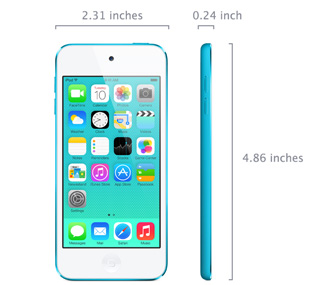 2.31 inches
0.24 inch
4.86 inches
iPod
FaceTime Calendar Photos Camera
Weather Clock Maps Videos
Notes Reminders Stocks Game Center
Newsstand iTunes Store App Store Passbook
Settings
Messages Mail Safari Music